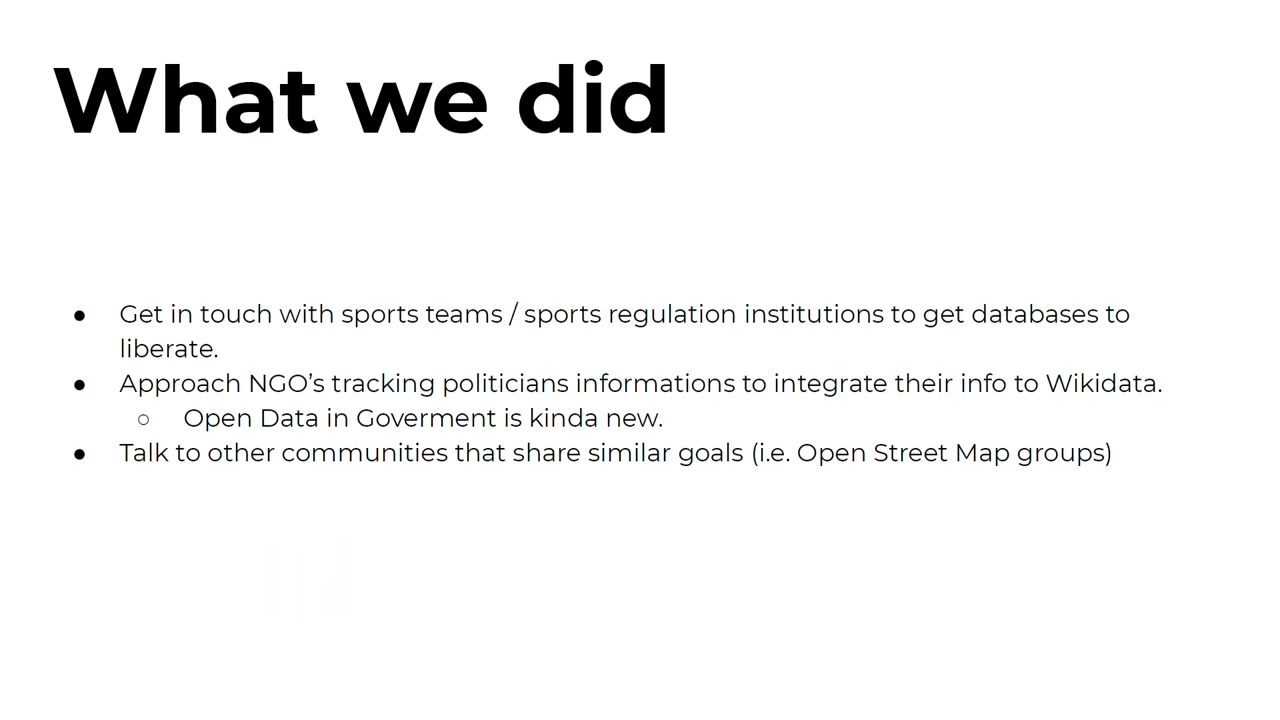 What we did
● Get in touch with sports teams / sports regulation institutions to get databases to
liberate.
● Approach NGO’s tracking politicians informations to integrate their info to Wikidata.
○ Open Data in Goverment is kinda new.
● Talk to other communities that share similar goals (i.e. Open Street Map groups)